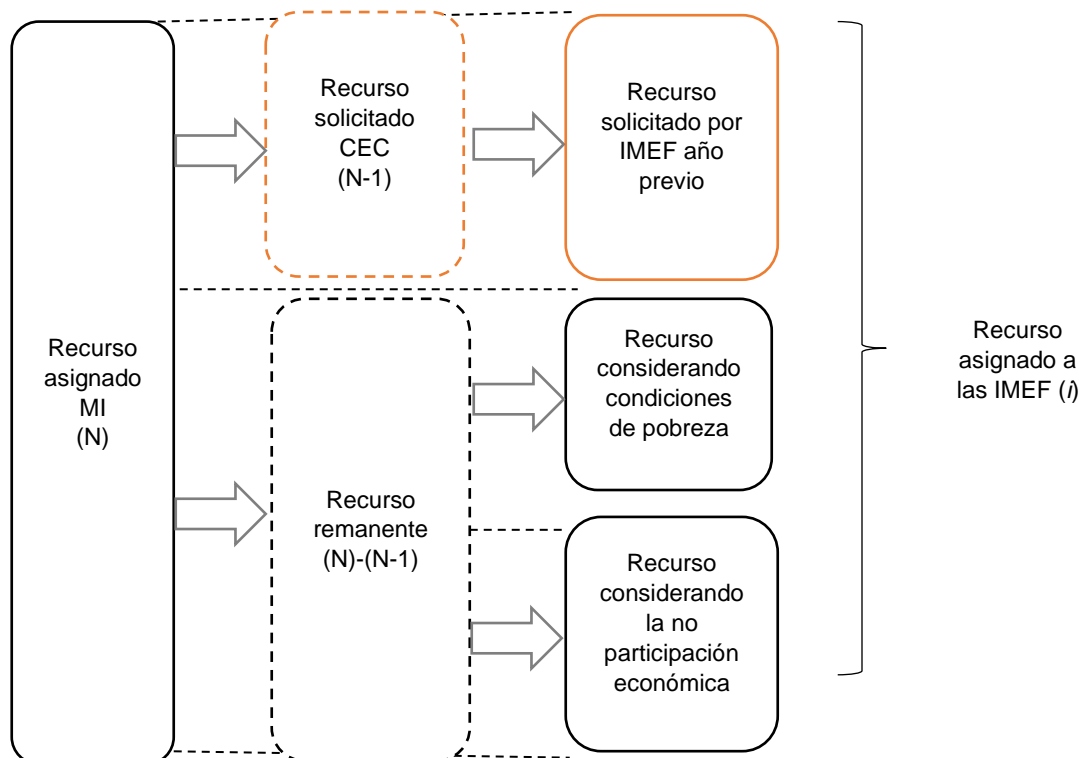 Recurso
asignado
MI
(N)
Recurso
solicitado
CEC
(N-1)
Recurso
solicitado por
IMEF año
previo
Recurso
remanente
(N)-(N-1)
Recurso
considerando
condiciones
de pobreza
Recurso
considerando
la no
participación
económica
Recurso
asignado a
las IMEF (i)